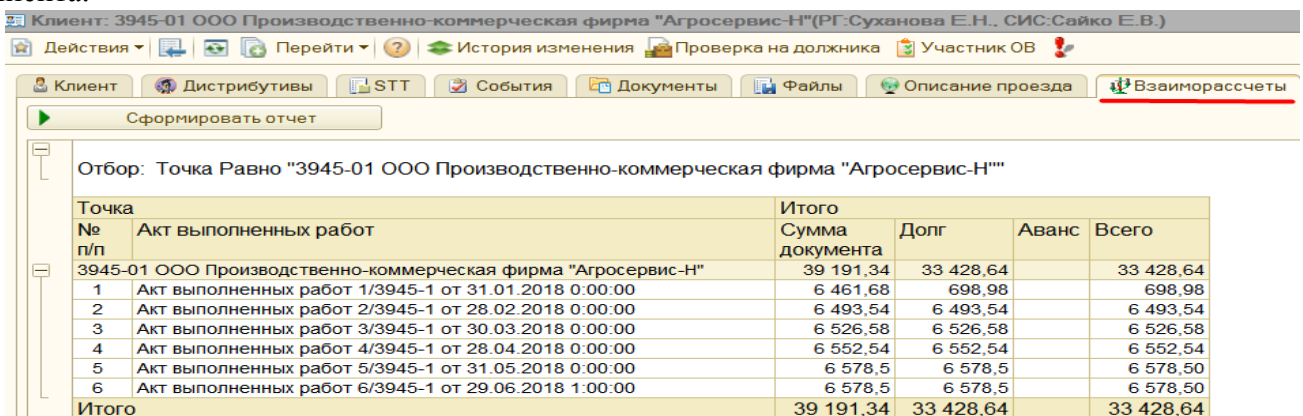 Клиент: 3945-01 ООО Производственно-коммерческая фирма "Агросервис-Н"(РГ:Суханова Е.Н., СИС:Сайко Е.В.)
Действия Перейти История изменения Проверка на должника Участник ОВ
Клиент Дистрибутивы STT События Документы Файлы Описание проезда Взаиморассчеты
Сформировать отчет
Отбор: Точка Равно "3945-01 ООО Производственно-коммерческая фирма "Агросервис-Н""
Точка Итого
№ Акт выполненных работ Сумма Долг Аванс Всего
п/п документа
3945-01 ООО Производственно-коммерческая фирма "Агросервис-Н" 39 191,34 33 428,64 33 428,64
1 Акт выполненных работ 1/3945-1 от 31.01.2018 0:00:00 6 461,68 698,98 698,98
2 Акт выполненных работ 2/3945-1 от 28.02.2018 0:00:00 6 493,54 6 493,54 6 493,54
3 Акт выполненных работ 3/3945-1 от 30.03.2018 0:00:00 6 526,58 6 526,58 6 526,58
4 Акт выполненных работ 4/3945-1 от 28.04.2018 0:00:00 6 552,54 6 552,54 6 552,54
5 Акт выполненных работ 5/3945-1 от 31.05.2018 0:00:00 6 578,5 6 578,5 6 578,50
6 Акт выполненных работ 6/3945-1 от 29.06.2018 1:00:00 6 578,5 6 578,5 6 578,50
Итого 39 191,34 33 428,64 33 428,64